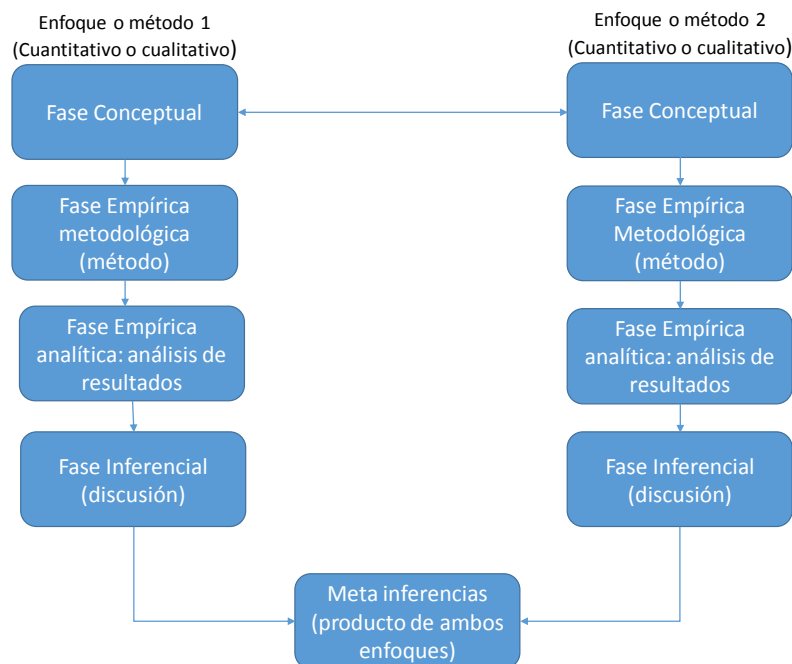 Enfoque o método 1
(Cuantitativo o cualitativo)
Fase Conceptual
Fase Empírica
metodológica
(método)
Fase Empírica
analítica: análisis de
resultados
Fase Inferencial
(discusión)
Enfoque o método 2
(Cuantitativo o cualitativo)
Fase Conceptual
Fase Empírica
Metodológica
(método)
Fase Empírica
analítica: análisis de
resultados
Fase Inferencial
(discusión)
Meta inferencias
(producto de ambos
enfoques)